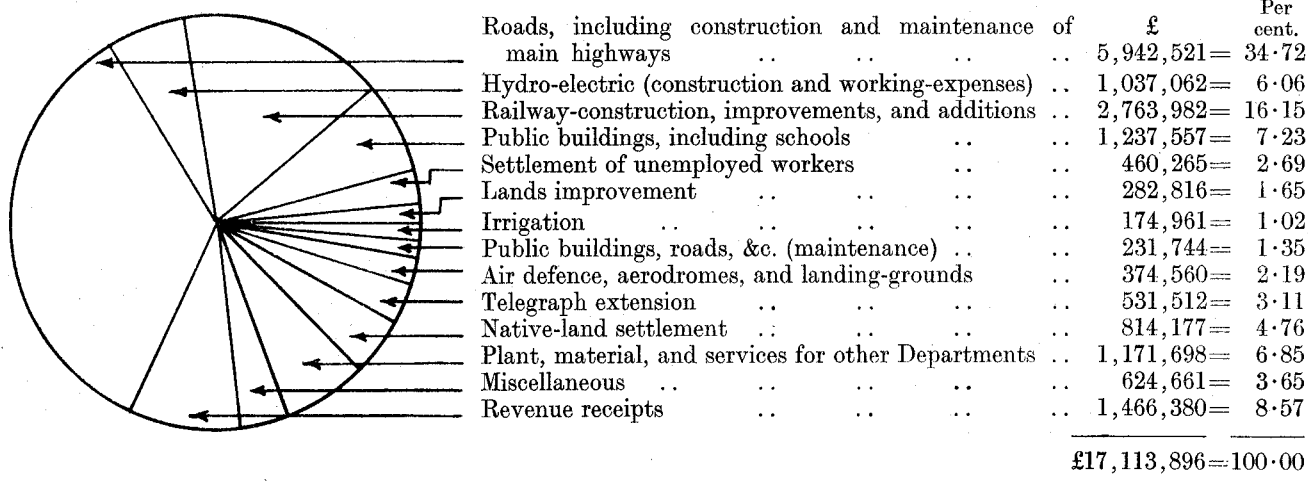 Per
Roads, including construction and maintenance of £ cent.
main highways .. .. .. .. 5,942,521= 34·72
Hydro-electric (construction and working-expenses) .. 1,037,062= 6·06
Railway-construction, improvements, and additions .. 2,763,982= 16·15
Public buildings, including schools .. .. 1,237,557= 7·23
Settlement of unemployed workers .. .. 460,265= 2·69
Lands improvement .. .. .. .. 282,816= 1·65
Irrigation .. .. .. .. .. 174,961= 1·02
Public buildings, roads, &c. (maintenance) .. .. 231,744= 1·35
Air defence, aerodromes, and landing-grounds .. 374,560= 2·19
Telegraph extension .. .. .. .. 531,512= 3·11
Native-land settlement .. .. .. .. 814,177= 4·76
Plant, material, and services for other Departments .. 1,171,698= 6·85
Miscellaneous .. .. .. .. .. 624,661= 3·65
Revenue receipts .. .. .. .. 1,466,380= 8·57
£17,113,896=100·00